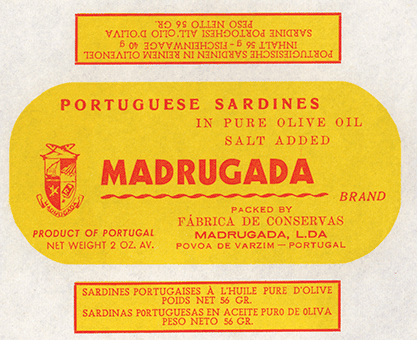 PORTUGIESISCHE SARDINEN IN REINEM OLIVENOEL
INHALT 56 g - FISCHEINWAAGE 40 g
SARDINE PORTOGHESI ALL'OLIO D'OLIVA
PESO NETTO 56 GR.
PORTUGUESE SARDINES
IN PURE OLIVE OIL
SALT ADDED
MADRUGADA
BRAND
MADRUGADA
PACKED BY
FÁBRICA DE CONSERVAS
MADRUGADA, L.DA
POVOA DE VARZIM — PORTUGAL
PRODUCT OF PORTUGAL
NET WEIGHT 2 OZ. AV.
SARDINES PORTUGAISES À L'HUILE PURE D'OLIVE
POIDS NET 56 GR.
SARDINAS PORTUGUESAS EN ACEITE PURO DE OLIVA
PESO NETO 56 GR.